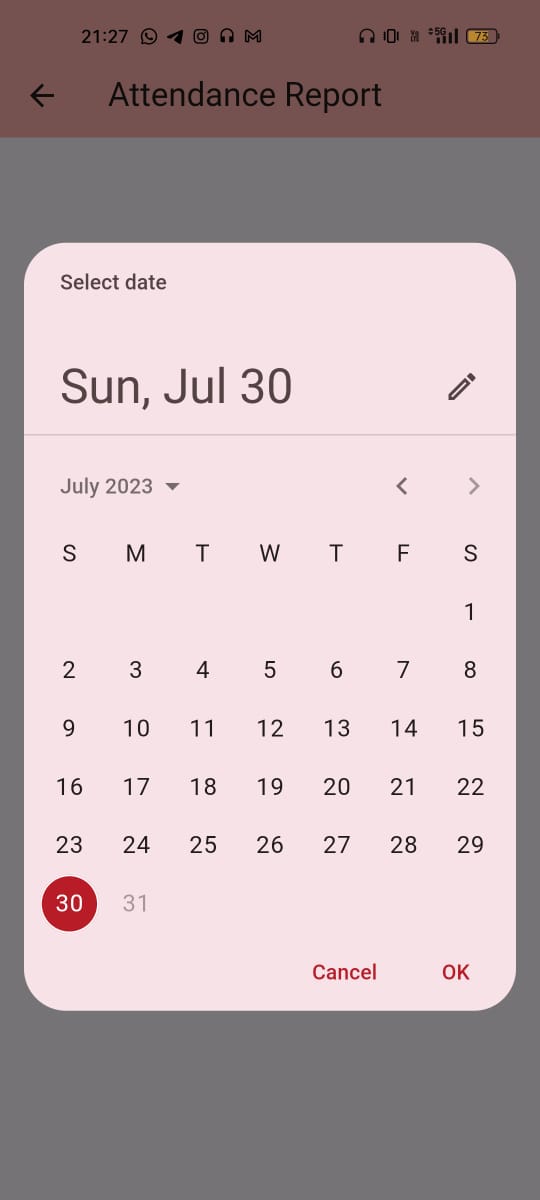 21:27 5G 73
Attendance Report
Select date
Sun, Jul 30
July 2023
S M T W T F S
1
2 3 4 5 6 7 8
9 10 11 12 13 14 15
16 17 18 19 20 21 22
23 24 25 26 27 28 29
30 31
Cancel OK